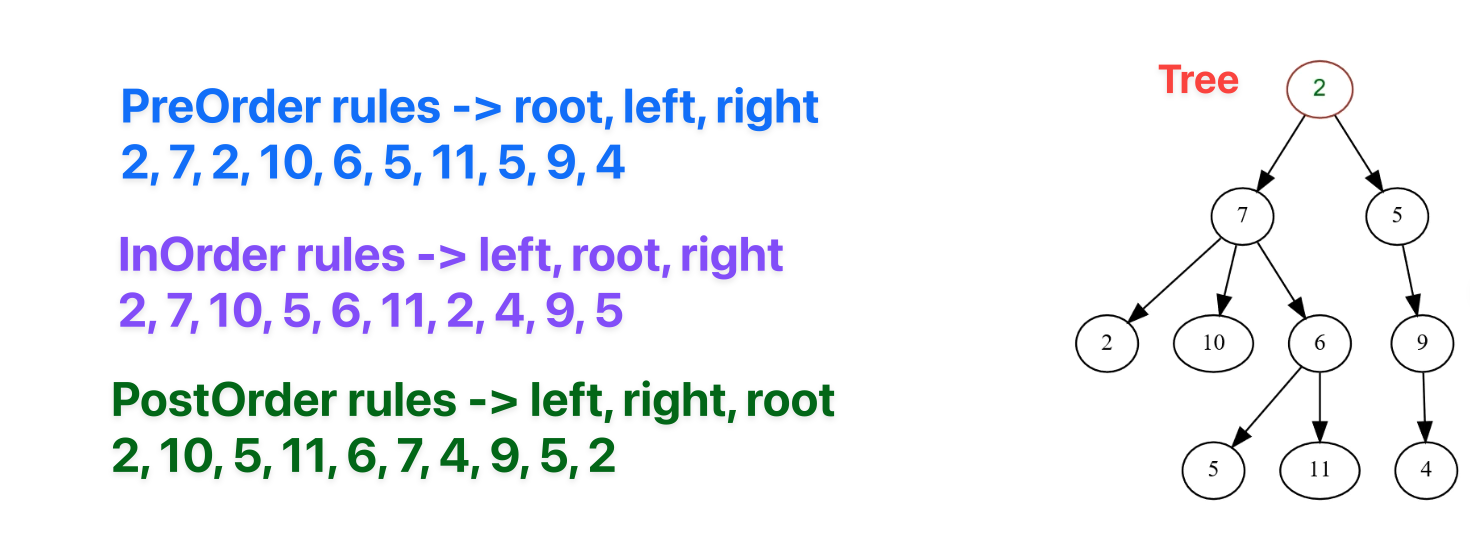 PreOrder rules -> root, left, right
2, 7, 2, 10, 6, 5, 11, 5, 9, 4
InOrder rules -> left, root, right
2, 7, 10, 5, 6, 11, 2, 4, 9, 5
PostOrder rules -> left, right, root
2, 10, 5, 11, 6, 7, 4, 9, 5, 2
Tree
2
7 5
2 10 6 9
5 11 4